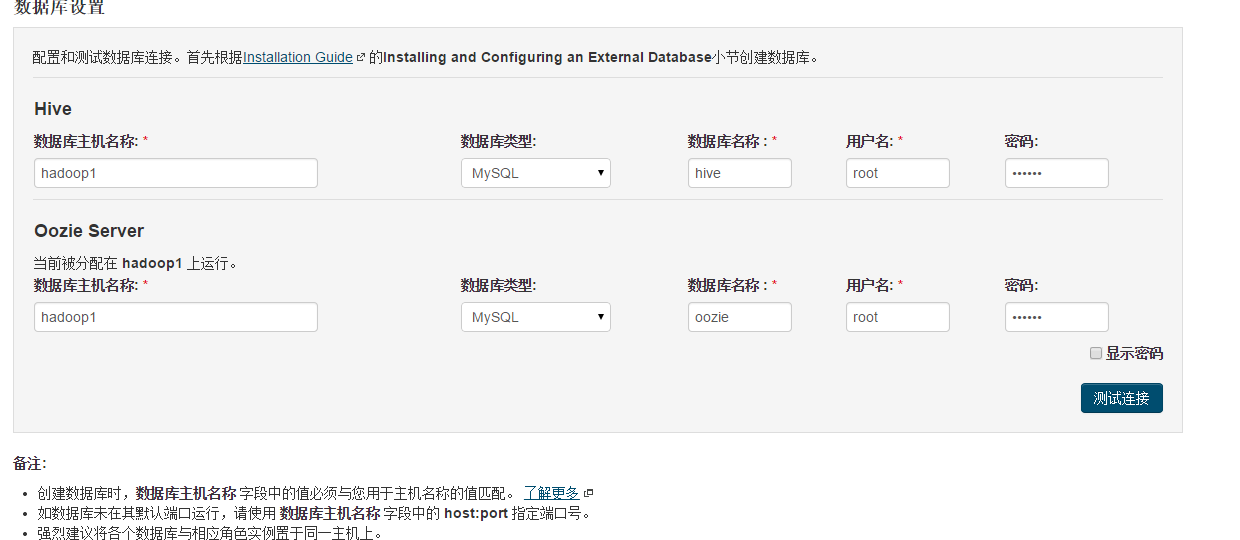 数据库设置
配置和测试数据库连接。首先根据Installation Guide 的Installing and Configuring an External Database小节创建数据库。
Hive
数据库主机名称: * 数据库类型: 数据库名称 : * 用户名: * 密码:
hadoop1 MySQL hive root ••••••
Oozie Server
当前被分配在 hadoop1 上运行。
数据库主机名称: * 数据库类型: 数据库名称 : * 用户名: * 密码:
hadoop1 MySQL oozie root ••••••
显示密码
测试连接
备注:
• 创建数据库时，数据库主机名称 字段中的值必须与您用于主机名称的值匹配。 了解更多
• 如数据库未在其默认端口运行，请使用 数据库主机名称 字段中的 host:port 指定端口号。
• 强烈建议将各个数据库与相应角色实例置于同一主机上。